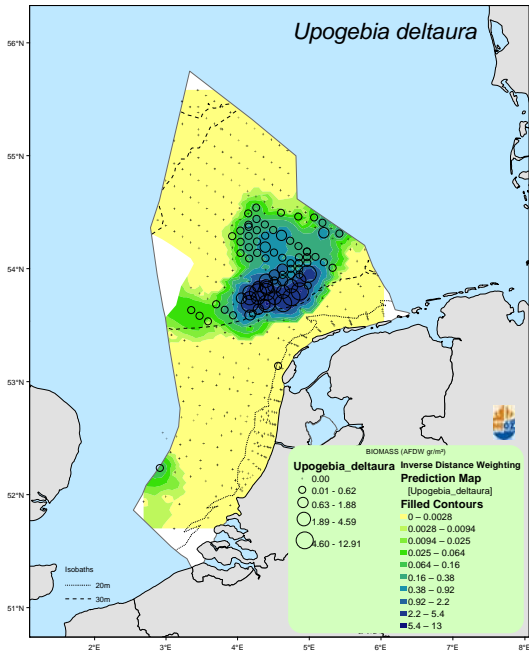 Upogebia deltaura
56°N
55°N
54°N
53°N
52°N
51°N
2°E
3°E
4°E
5°E
6°E
7°E
8°E
Isobaths
20m
30m
BIOMASS (AFDW gr/m²)
Upogebia_deltaura
0.00
0.01 - 0.62
0.63 - 1.88
1.89 - 4.59
4.60 - 12.91
Inverse Distance Weighting
Prediction Map
[Upogebia_deltaura]
Filled Contours
0 – 0.0028
0.0028 – 0.0094
0.0094 – 0.025
0.025 – 0.064
0.064 – 0.16
0.16 – 0.38
0.38 – 0.92
0.92 – 2.2
2.2 – 5.4
5.4 – 13